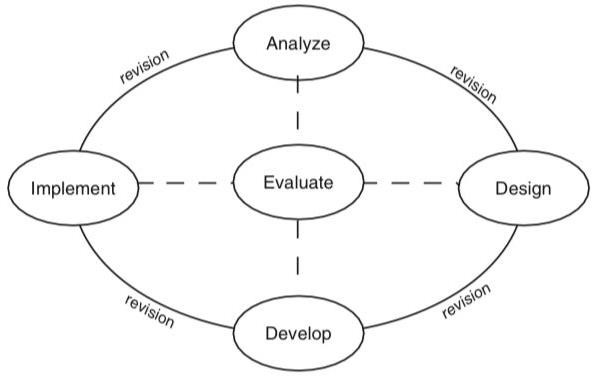 Analyze
revision
revision
Implement
Evaluate
Design
revision
revision
Develop